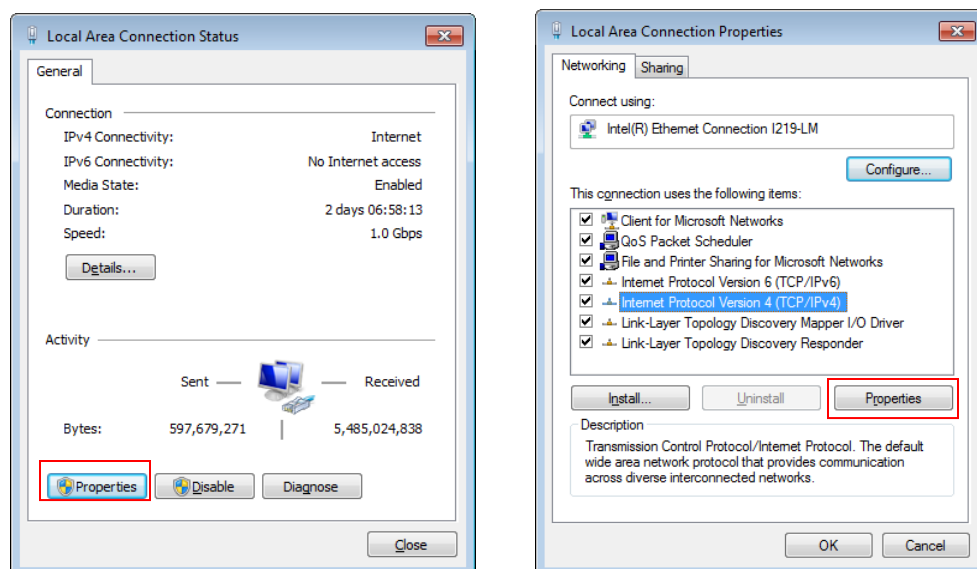 Local Area Connection Status
General
Connection
IPv4 Connectivity: Internet
IPv6 Connectivity: No Internet access
Media State: Enabled
Duration: 2 days 06:58:13
Speed: 1.0 Gbps
Details...
Activity
Sent — — Received
Bytes: 597,679,271 5,485,024,838
Properties Disable Diagnose
Close
Local Area Connection Properties
Networking Sharing
Connect using:
Intel(R) Ethernet Connection I219-LM
Configure...
This connection uses the following items:
Client for Microsoft Networks
QoS Packet Scheduler
File and Printer Sharing for Microsoft Networks
Internet Protocol Version 6 (TCP/IPv6)
Internet Protocol Version 4 (TCP/IPv4)
Link-Layer Topology Discovery Mapper I/O Driver
Link-Layer Topology Discovery Responder
Install... Uninstall Properties
Description
Transmission Control Protocol/Internet Protocol. The default
wide area network protocol that provides communication
across diverse interconnected networks.
OK Cancel